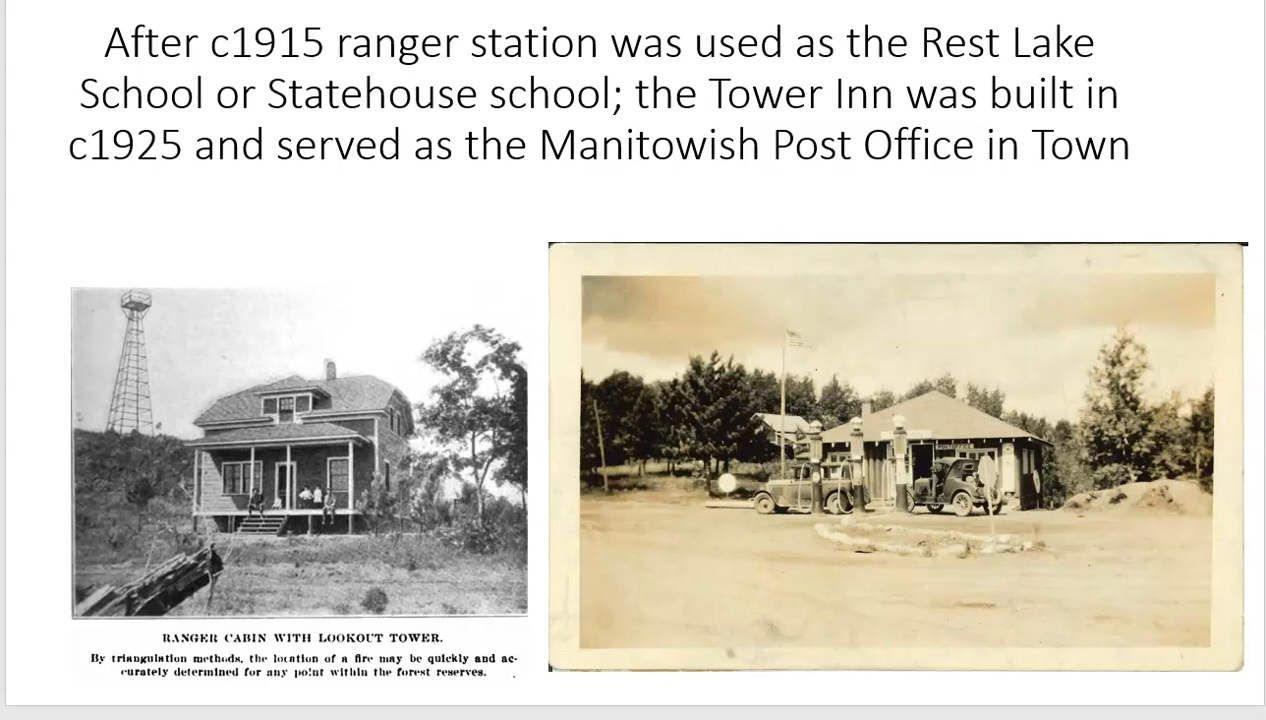 After c1915 ranger station was used as the Rest Lake
School or Statehouse school; the Tower Inn was built in
c1925 and served as the Manitowish Post Office in Town
RANGER CABIN WITH LOOKOUT TOWER.
By triangulation methods, the location of a fire may be quickly and ac-
curately determined for any point within the forest reserves.